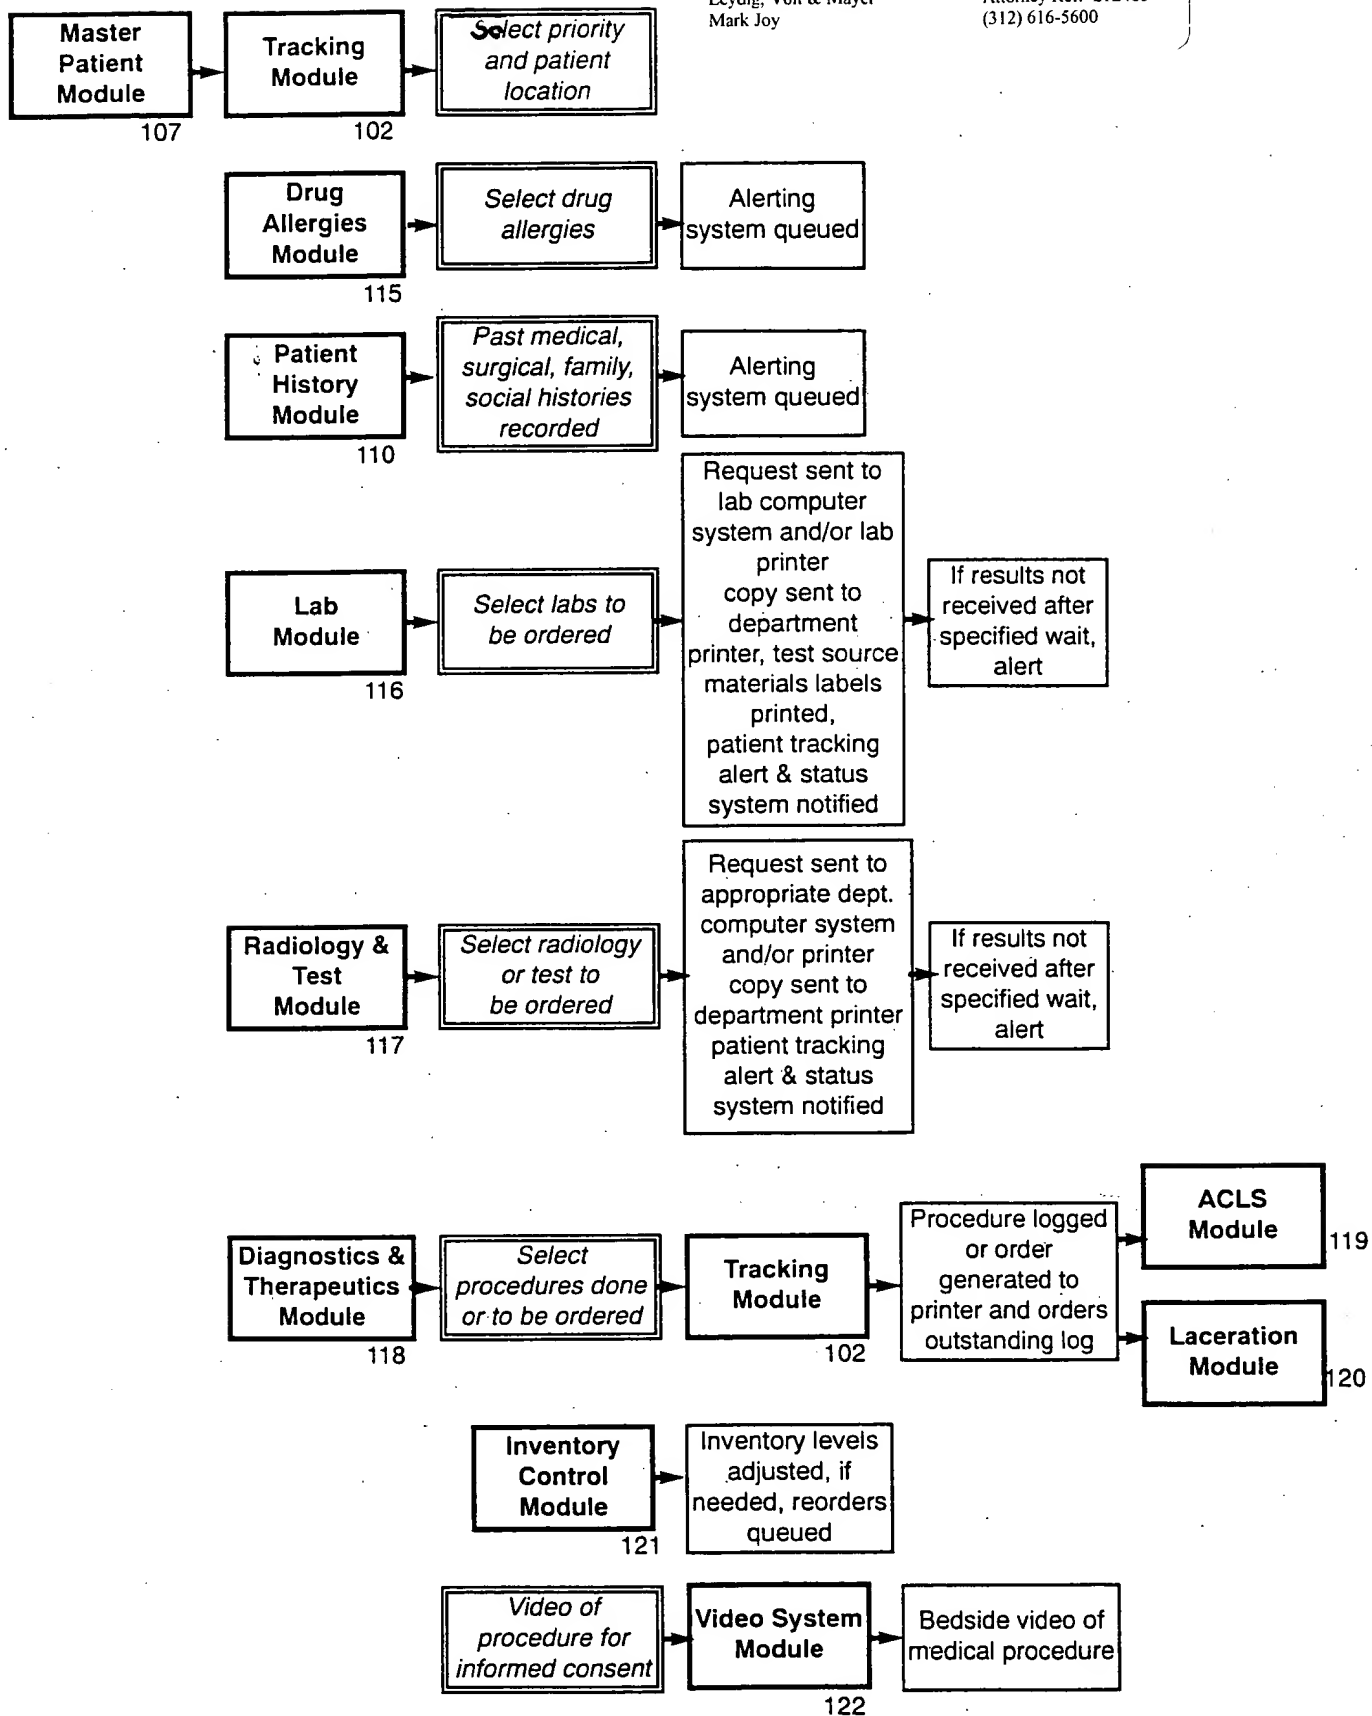 Leydig, Voit & Mayer
Mark Joy
(312) 616-5600
Master
Patient
Module
107
Tracking
Module
102
Select priority
and patient
location
Drug
Allergies
Module
115
Select drug
allergies
Alerting
system queued
Patient
History
Module
110
Past medical,
surgical, family,
social histories
recorded
Alerting
system queued
Lab
Module
116
Select labs to
be ordered
Request sent to
lab computer
system and/or lab
printer
copy sent to
department
printer, test source
materials labels
printed,
patient tracking
alert & status
system notified
If results not
received after
specified wait,
alert
Radiology &
Test
Module
117
Select radiology
or test to
be ordered
Request sent to
appropriate dept.
computer system
and/or printer
copy sent to
department printer
patient tracking
alert & status
system notified
If results not
received after
specified wait,
alert
Diagnostics &
Therapeutics
Module
118
Select
procedures done
or to be ordered
Tracking
Module
102
Procedure logged
or order
generated to
printer and orders
outstanding log
ACLS
Module
119
Laceration
Module
120
Inventory
Control
Module
121
Inventory levels
adjusted, if
needed, reorders
queued
Video of
procedure for
informed consent
Video System
Module
122
Bedside video of
medical procedure